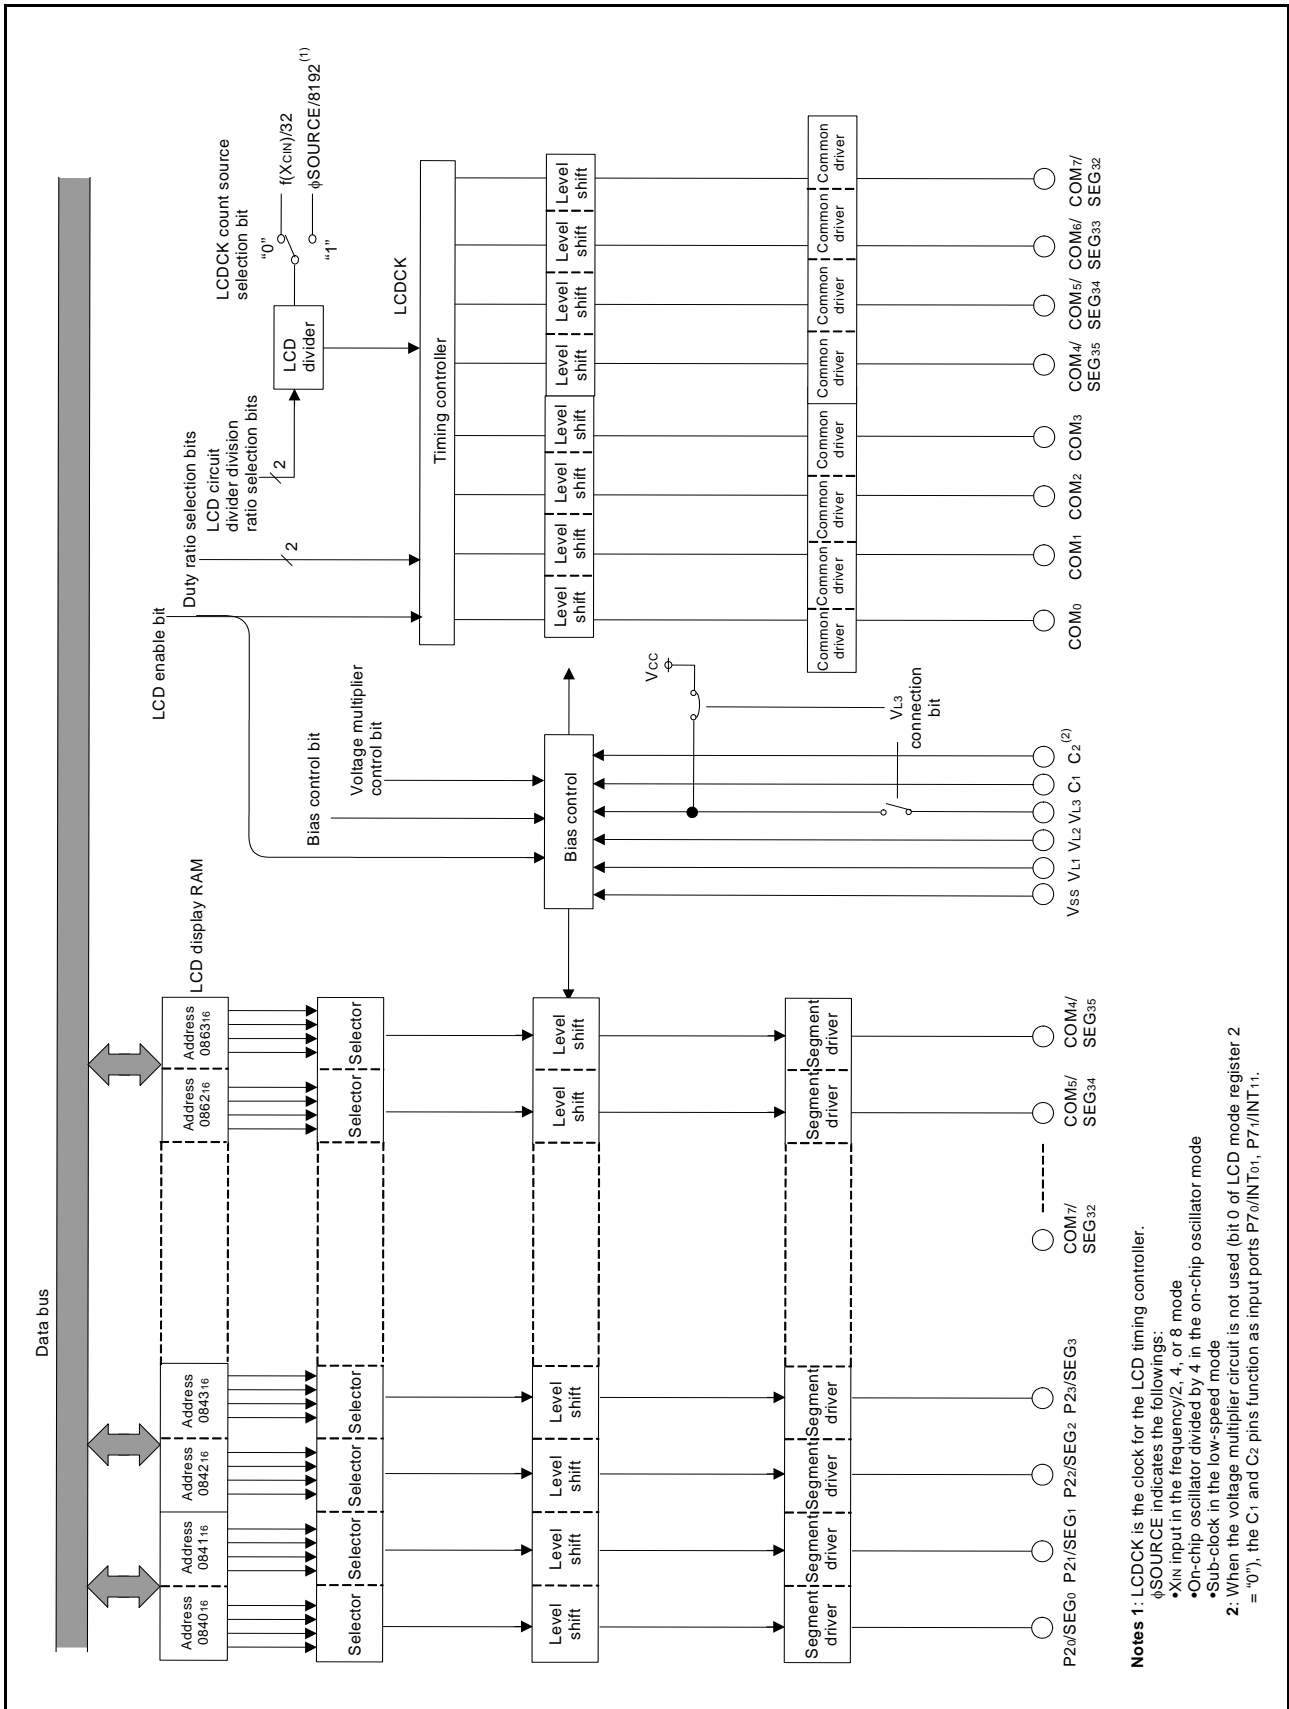 Data bus
LCD display RAM
Address
0840₁₆
Address
0841₁₆
Address
0842₁₆
Address
0843₁₆
Address
0862₁₆
Address
0863₁₆
Selector
Selector
Selector
Selector
Selector
Selector
Level
shift
Level
shift
Level
shift
Level
shift
Level
shift
Level
shift
Segment
driver
Segment
driver
Segment
driver
Segment
driver
Segment
driver
Segment
driver
P2₀/SEG₀
P2₁/SEG₁
P2₂/SEG₂
P2₃/SEG₃
COM₇/
SEG₃₂
COM₅/
SEG₃₄
COM₄/
SEG₃₅
LCD enable bit
Duty ratio selection bits
2
LCD circuit
divider division
ratio selection bits
2
LCDCK count source
selection bit
"0"
"1"
f(XCIN)/32
ϕSOURCE/8192 (1)
LCD
divider
LCDCK
Timing controller
Bias control bit
Voltage multiplier
control bit
Bias control
VCC
VL3
connection
bit
VSS
VL1
VL2
VL3
C1
C2 (2)
Level
shift
Level
shift
Level
shift
Level
shift
Level
shift
Level
shift
Level
shift
Level
shift
Common
driver
Common
driver
Common
driver
Common
driver
Common
driver
Common
driver
Common
driver
Common
driver
COM₀
COM₁
COM₂
COM₃
COM₄/
SEG₃₅
COM₅/
SEG₃₄
COM₆/
SEG₃₃
COM₇/
SEG₃₂
Notes 1: LCDCK is the clock for the LCD timing controller.
ϕSOURCE indicates the followings:
•XIN input in the frequency/2, 4, or 8 mode
•On-chip oscillator divided by 4 in the on-chip oscillator mode
•Sub-clock in the low-speed mode
2: When the voltage multiplier circuit is not used (bit 0 of LCD mode register 2
= "0"), the C1 and C2 pins function as input ports P7₀/INT₀₁, P7₁/INT₁₁.